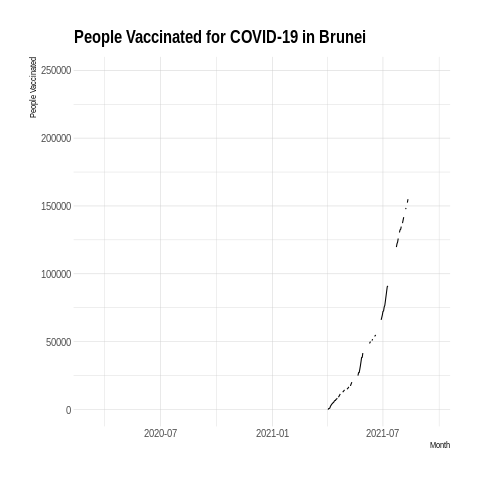 People Vaccinated for COVID-19 in Brunei
People Vaccinated
250000
200000
150000
100000
50000
0
2020-07 2021-01 2021-07
Month